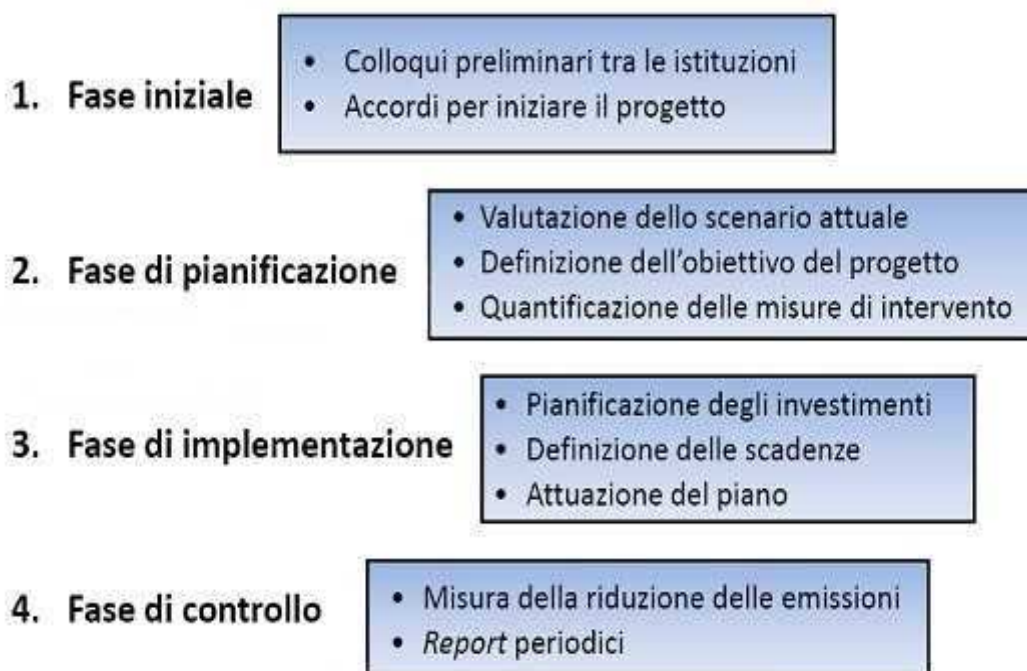 1. Fase iniziale
• Colloqui preliminari tra le istituzioni
• Accordi per iniziare il progetto
2. Fase di pianificazione
• Valutazione dello scenario attuale
• Definizione dell'obiettivo del progetto
• Quantificazione delle misure di intervento
3. Fase di implementazione
• Pianificazione degli investimenti
• Definizione delle scadenze
• Attuazione del piano
4. Fase di controllo
• Misura della riduzione delle emissioni
• Report periodici